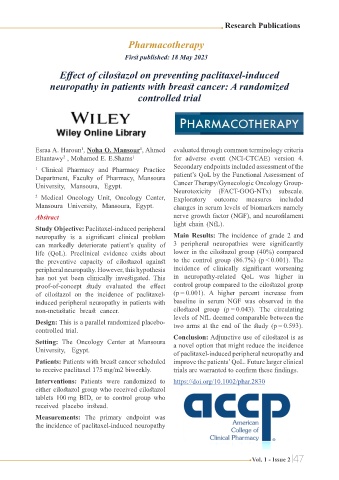 Research Publications
Pharmacotherapy
First published: 18 May 2023
Effect of cilostazol on preventing paclitaxel-induced
neuropathy in patients with breast cancer: A randomized
controlled trial
WILEY
Wiley Online Library
PHARMACOTHERAPY
Esraa A. Haroun¹, Noha O. Mansour¹, Ahmed
Eltantawy² , Mohamed E. E.Shams¹
¹ Clinical Pharmacy and Pharmacy Practice
Department, Faculty of Pharmacy, Mansoura
University, Mansoura, Egypt.
² Medical Oncology Unit, Oncology Center,
Mansoura University, Mansoura, Egypt.
Abstract
Study Objective: Paclitaxel-induced peripheral
neuropathy is a significant clinical problem
can markedly deteriorate patient's quality of
life (QoL). Preclinical evidence exists about
the preventive capacity of cilostazol against
peripheral neuropathy. However, this hypothesis
has not yet been clinically investigated. This
proof-of-concept study evaluated the effect
of cilostazol on the incidence of paclitaxel-
induced peripheral neuropathy in patients with
non-metastatic breast cancer.
Design: This is a parallel randomized placebo-
controlled trial.
Setting: The Oncology Center at Mansoura
University, Egypt.
Patients: Patients with breast cancer scheduled
to receive paclitaxel 175 mg/m2 biweekly.
Interventions: Patients were randomized to
either cilostazol group who received cilostazol
tablets 100 mg BID, or to control group who
received placebo instead.
Measurements: The primary endpoint was
the incidence of paclitaxel-induced neuropathy
evaluated through common terminology criteria
for adverse event (NCI-CTCAE) version 4.
Secondary endpoints included assessment of the
patient's QoL by the Functional Assessment of
Cancer Therapy/Gynecologic Oncology Group-
Neurotoxicity (FACT-GOG-NTx) subscale.
Exploratory outcome measures included
changes in serum levels of biomarkers namely
nerve growth factor (NGF), and neurofilament
light chain (NfL).
Main Results: The incidence of grade 2 and
3 peripheral neuropathies were significantly
lower in the cilostazol group (40%) compared
to the control group (86.7%) (p < 0.001). The
incidence of clinically significant worsening
in neuropathy-related QoL was higher in
control group compared to the cilostazol group
(p = 0.001). A higher percent increase from
baseline in serum NGF was observed in the
cilostazol group (p = 0.043). The circulating
levels of NfL deemed comparable between the
two arms at the end of the study (p = 0.593).
Conclusion: Adjunctive use of cilostazol is as
a novel option that might reduce the incidence
of paclitaxel-induced peripheral neuropathy and
improve the patients' QoL. Future larger clinical
trials are warranted to confirm these findings.
https://doi.org/10.1002/phar.2830
accp
American
College of
Clinical Pharmacy
Vol. 1 - Issue 2 |47